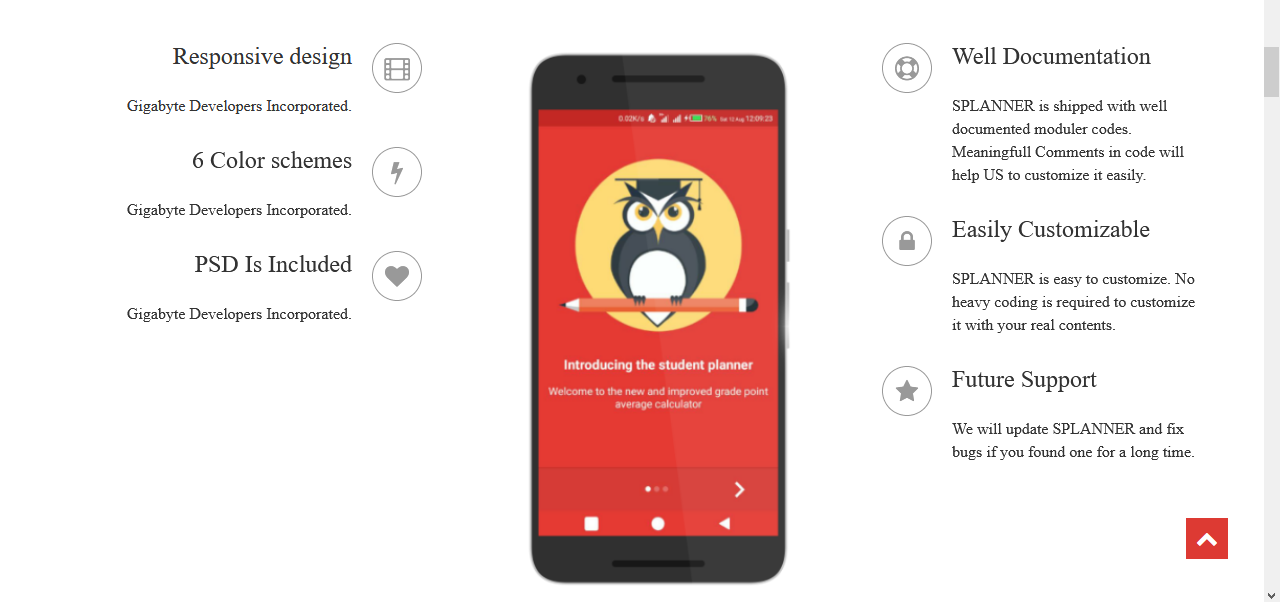 Responsive design
Gigabyte Developers Incorporated.
6 Color schemes
Gigabyte Developers Incorporated.
PSD Is Included
Gigabyte Developers Incorporated.
0.02K/s 76% Sat 12 Aug 12:09:23
Introducing the student planner
Welcome to the new and improved grade point
average calculator
Well Documentation
SPLANNER is shipped with well
documented moduler codes.
Meaningfull Comments in code will
help US to customize it easily.
Easily Customizable
SPLANNER is easy to customize. No
heavy coding is required to customize
it with your real contents.
Future Support
We will update SPLANNER and fix
bugs if you found one for a long time.